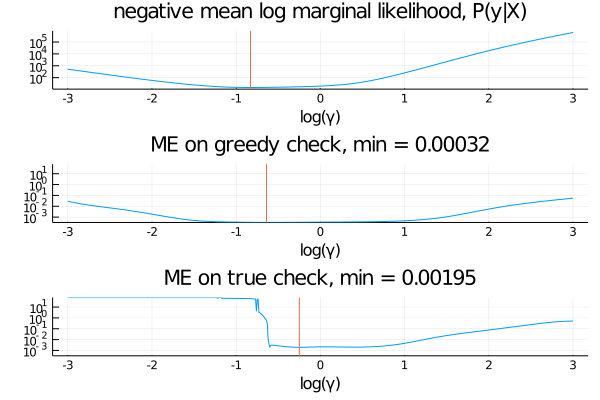 negative mean log marginal likelihood, P(y|X)
10⁵
10⁴
10³
10²
-3 -2 -1 0 1 2 3
log(γ)
ME on greedy check, min = 0.00032
10¹
10⁰
10⁻¹
10⁻²
10⁻³
-3 -2 -1 0 1 2 3
log(γ)
ME on true check, min = 0.00195
10¹
10⁰
10⁻¹
10⁻²
10⁻³
-3 -2 -1 0 1 2 3
log(γ)